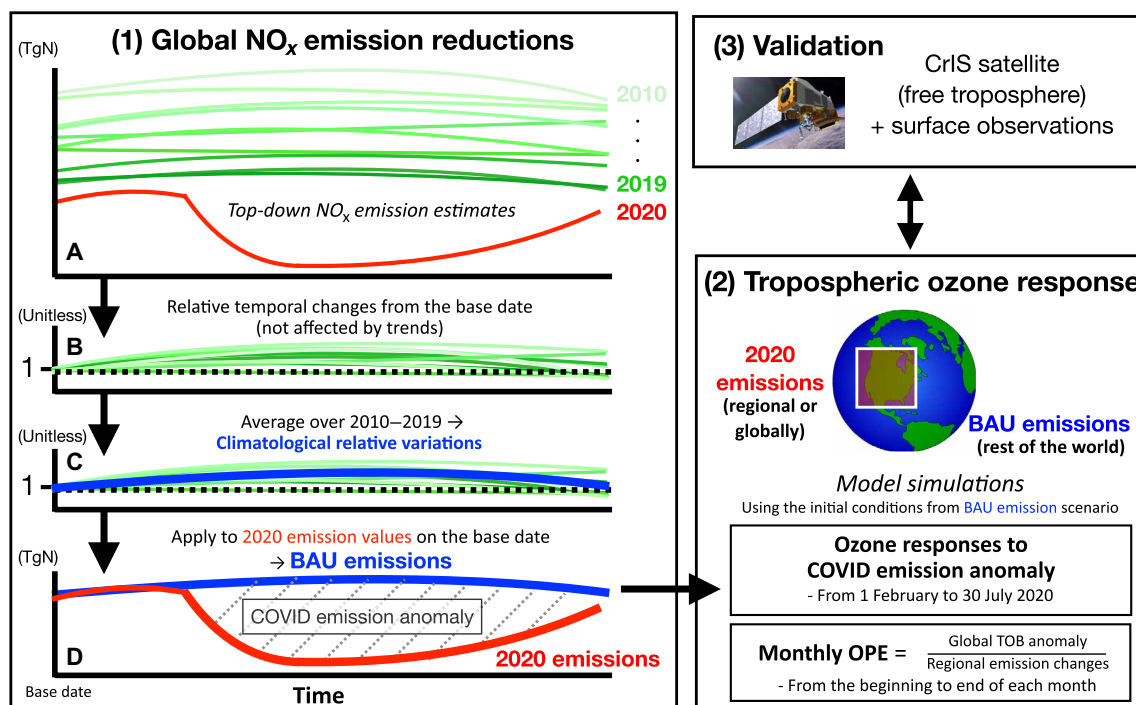 (1) Global NOx emission reductions
(TgN)
2010
.
.
.
2019
2020
Top-down NOx emission estimates
A
Relative temporal changes from the base date
(not affected by trends)
(Unitless)
B
1
Average over 2010–2019 →
Climatological relative variations
(Unitless)
C
1
Apply to 2020 emission values on the base date
→ BAU emissions
(TgN)
COVID emission anomaly
D
2020 emissions
Base date
Time
(3) Validation
CrIS satellite
(free troposphere)
+ surface observations
(2) Tropospheric ozone response
2020
emissions
(regional or
globally)
BAU emissions
(rest of the world)
Model simulations
Using the initial conditions from BAU emission scenario
Ozone responses to
COVID emission anomaly
- From 1 February to 30 July 2020
Monthly OPE = Global TOB anomaly
Regional emission changes
- From the beginning to end of each month